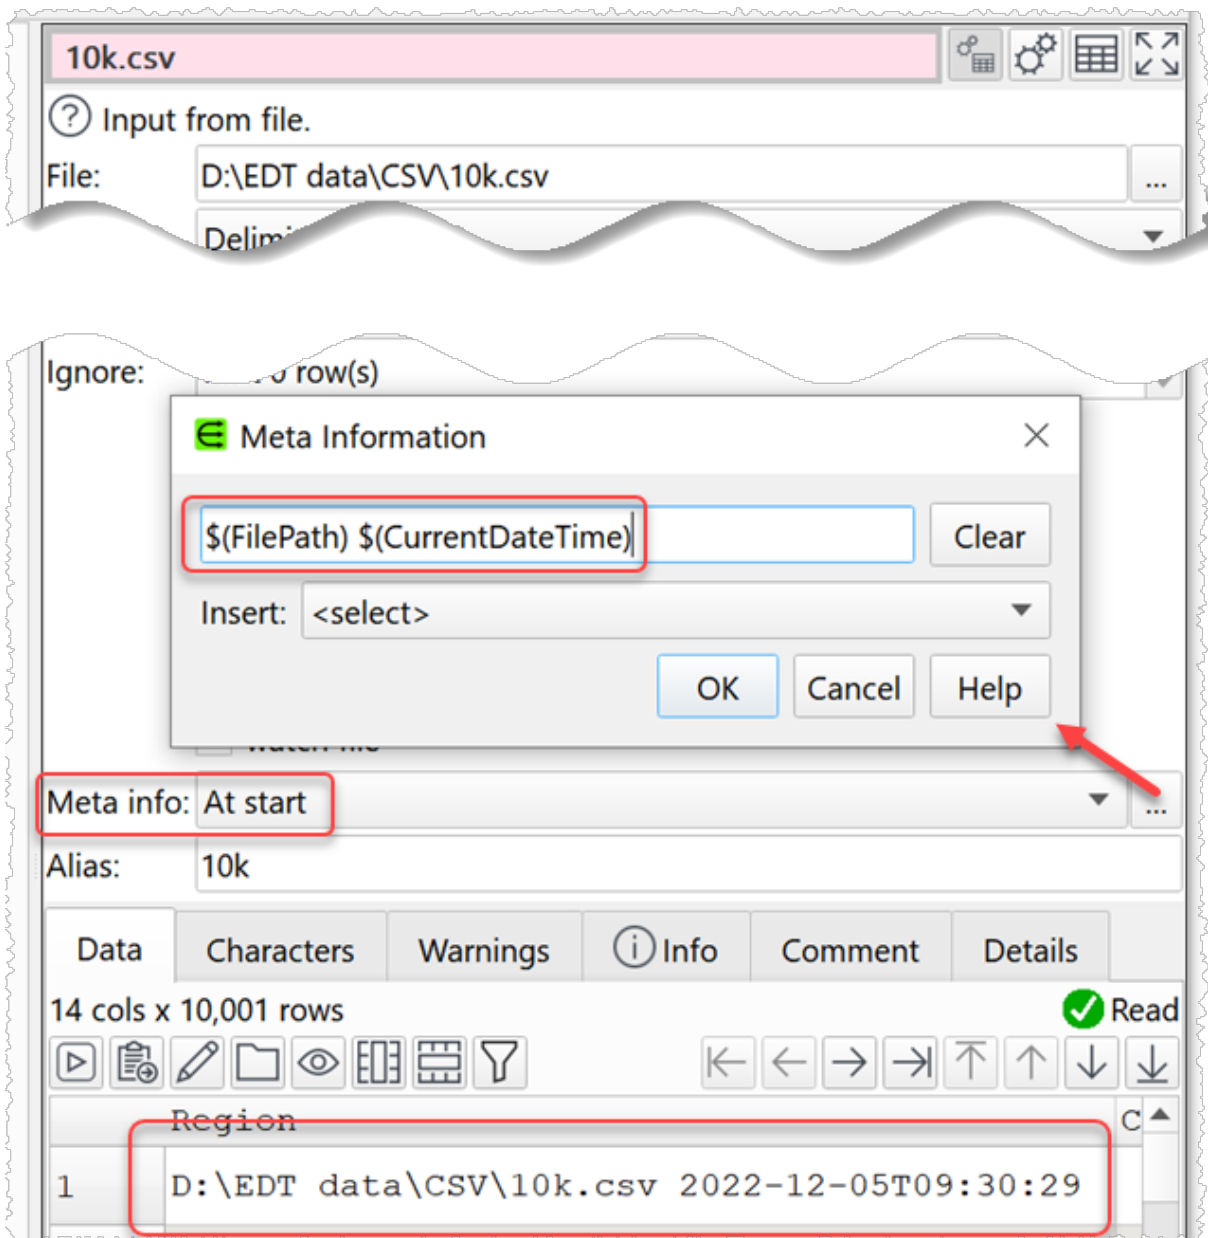 10k.csv
? Input from file.
File: D:\EDT data\CSV\10k.csv ...
Ignore: row(s)
Meta Information
$(FilePath) $(CurrentDateTime) Clear
Insert: <select>
OK Cancel Help
Meta info: At start ...
Alias: 10k
Data Characters Warnings i Info Comment Details
14 cols x 10,001 rows Read
Region C
1 D:\EDT data\CSV\10k.csv 2022-12-05T09:30:29